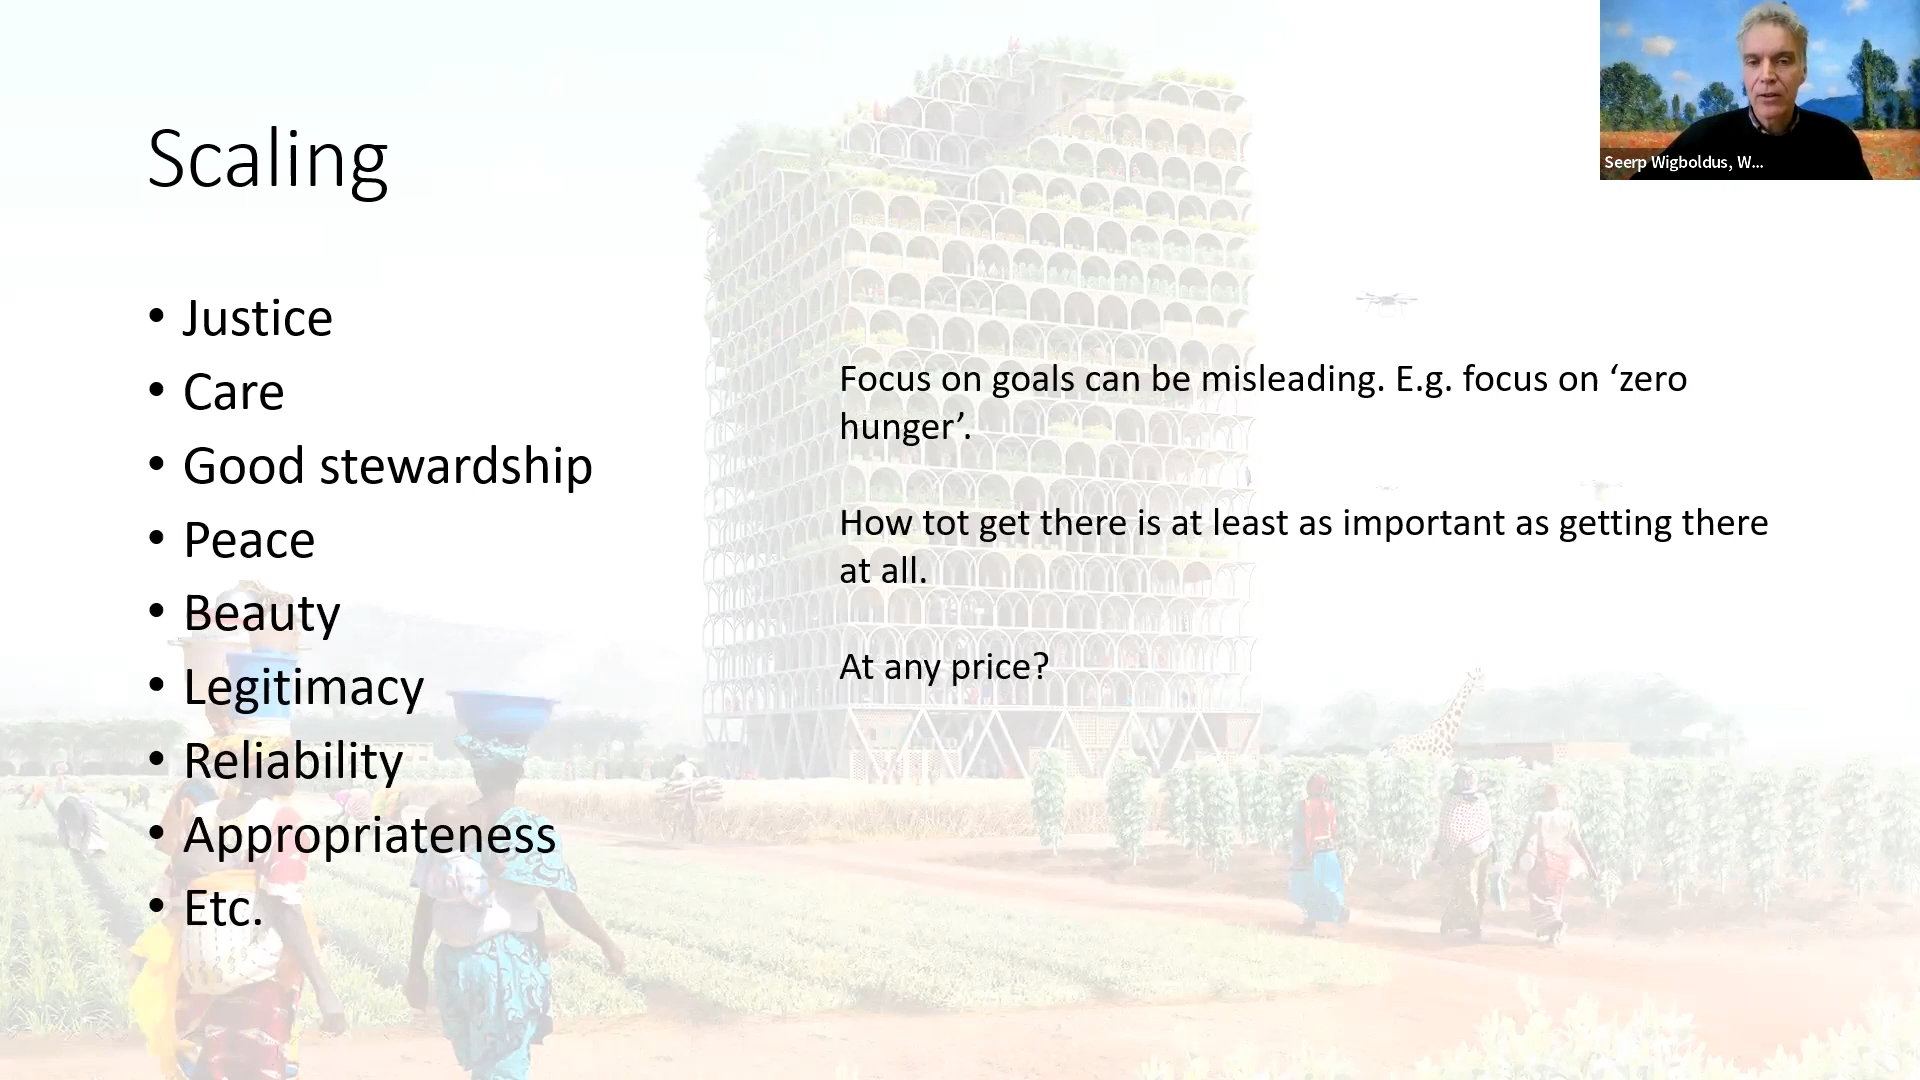 Scaling
• Justice
• Care
• Good stewardship
• Peace
• Beauty
• Legitimacy
• Reliability
• Appropriateness
• Etc.
Focus on goals can be misleading. E.g. focus on ‘zero
hunger’.
How tot get there is at least as important as getting there
at all.
At any price?
Seerp Wigboldus, W...